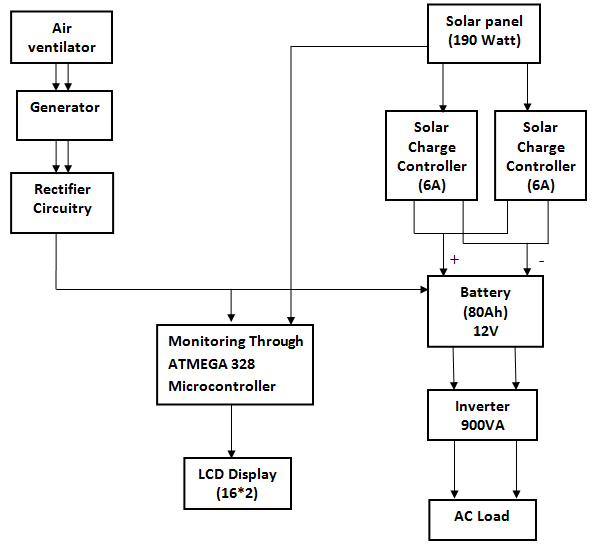 Air
ventilator
Solar panel
(190 Watt)
Generator
Solar
Charge
Controller
(6A)
Solar
Charge
Controller
(6A)
Rectifier
Circuitry
+
-
Battery
(80Ah)
12V
Monitoring Through
ATMEGA 328
Microcontroller
Inverter
900VA
LCD Display
(16*2)
AC Load